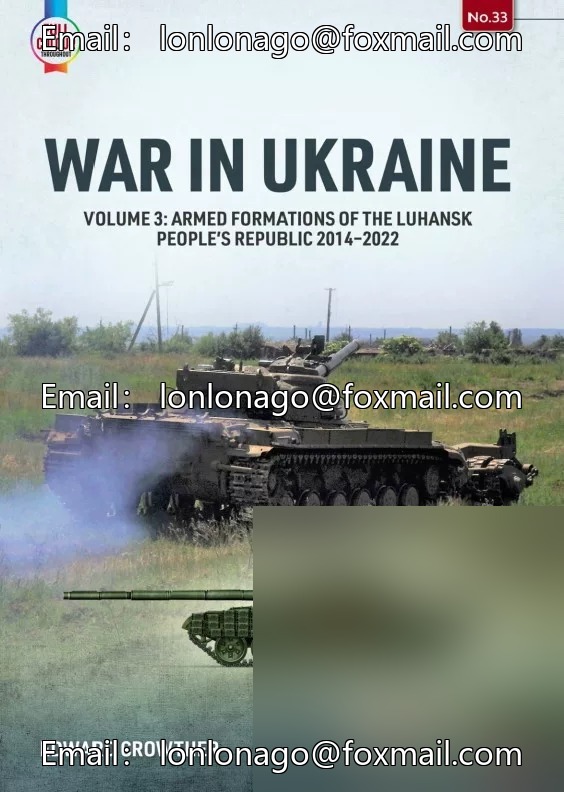 No.33
Email： lonlonago@foxmail.com
THROUGHOUT
WAR IN UKRAINE
VOLUME 3: ARMED FORMATIONS OF THE LUHANSK
PEOPLE'S REPUBLIC 2014–2022
Email： lonlonago@foxmail.com
Email： lonlonago@foxmail.com